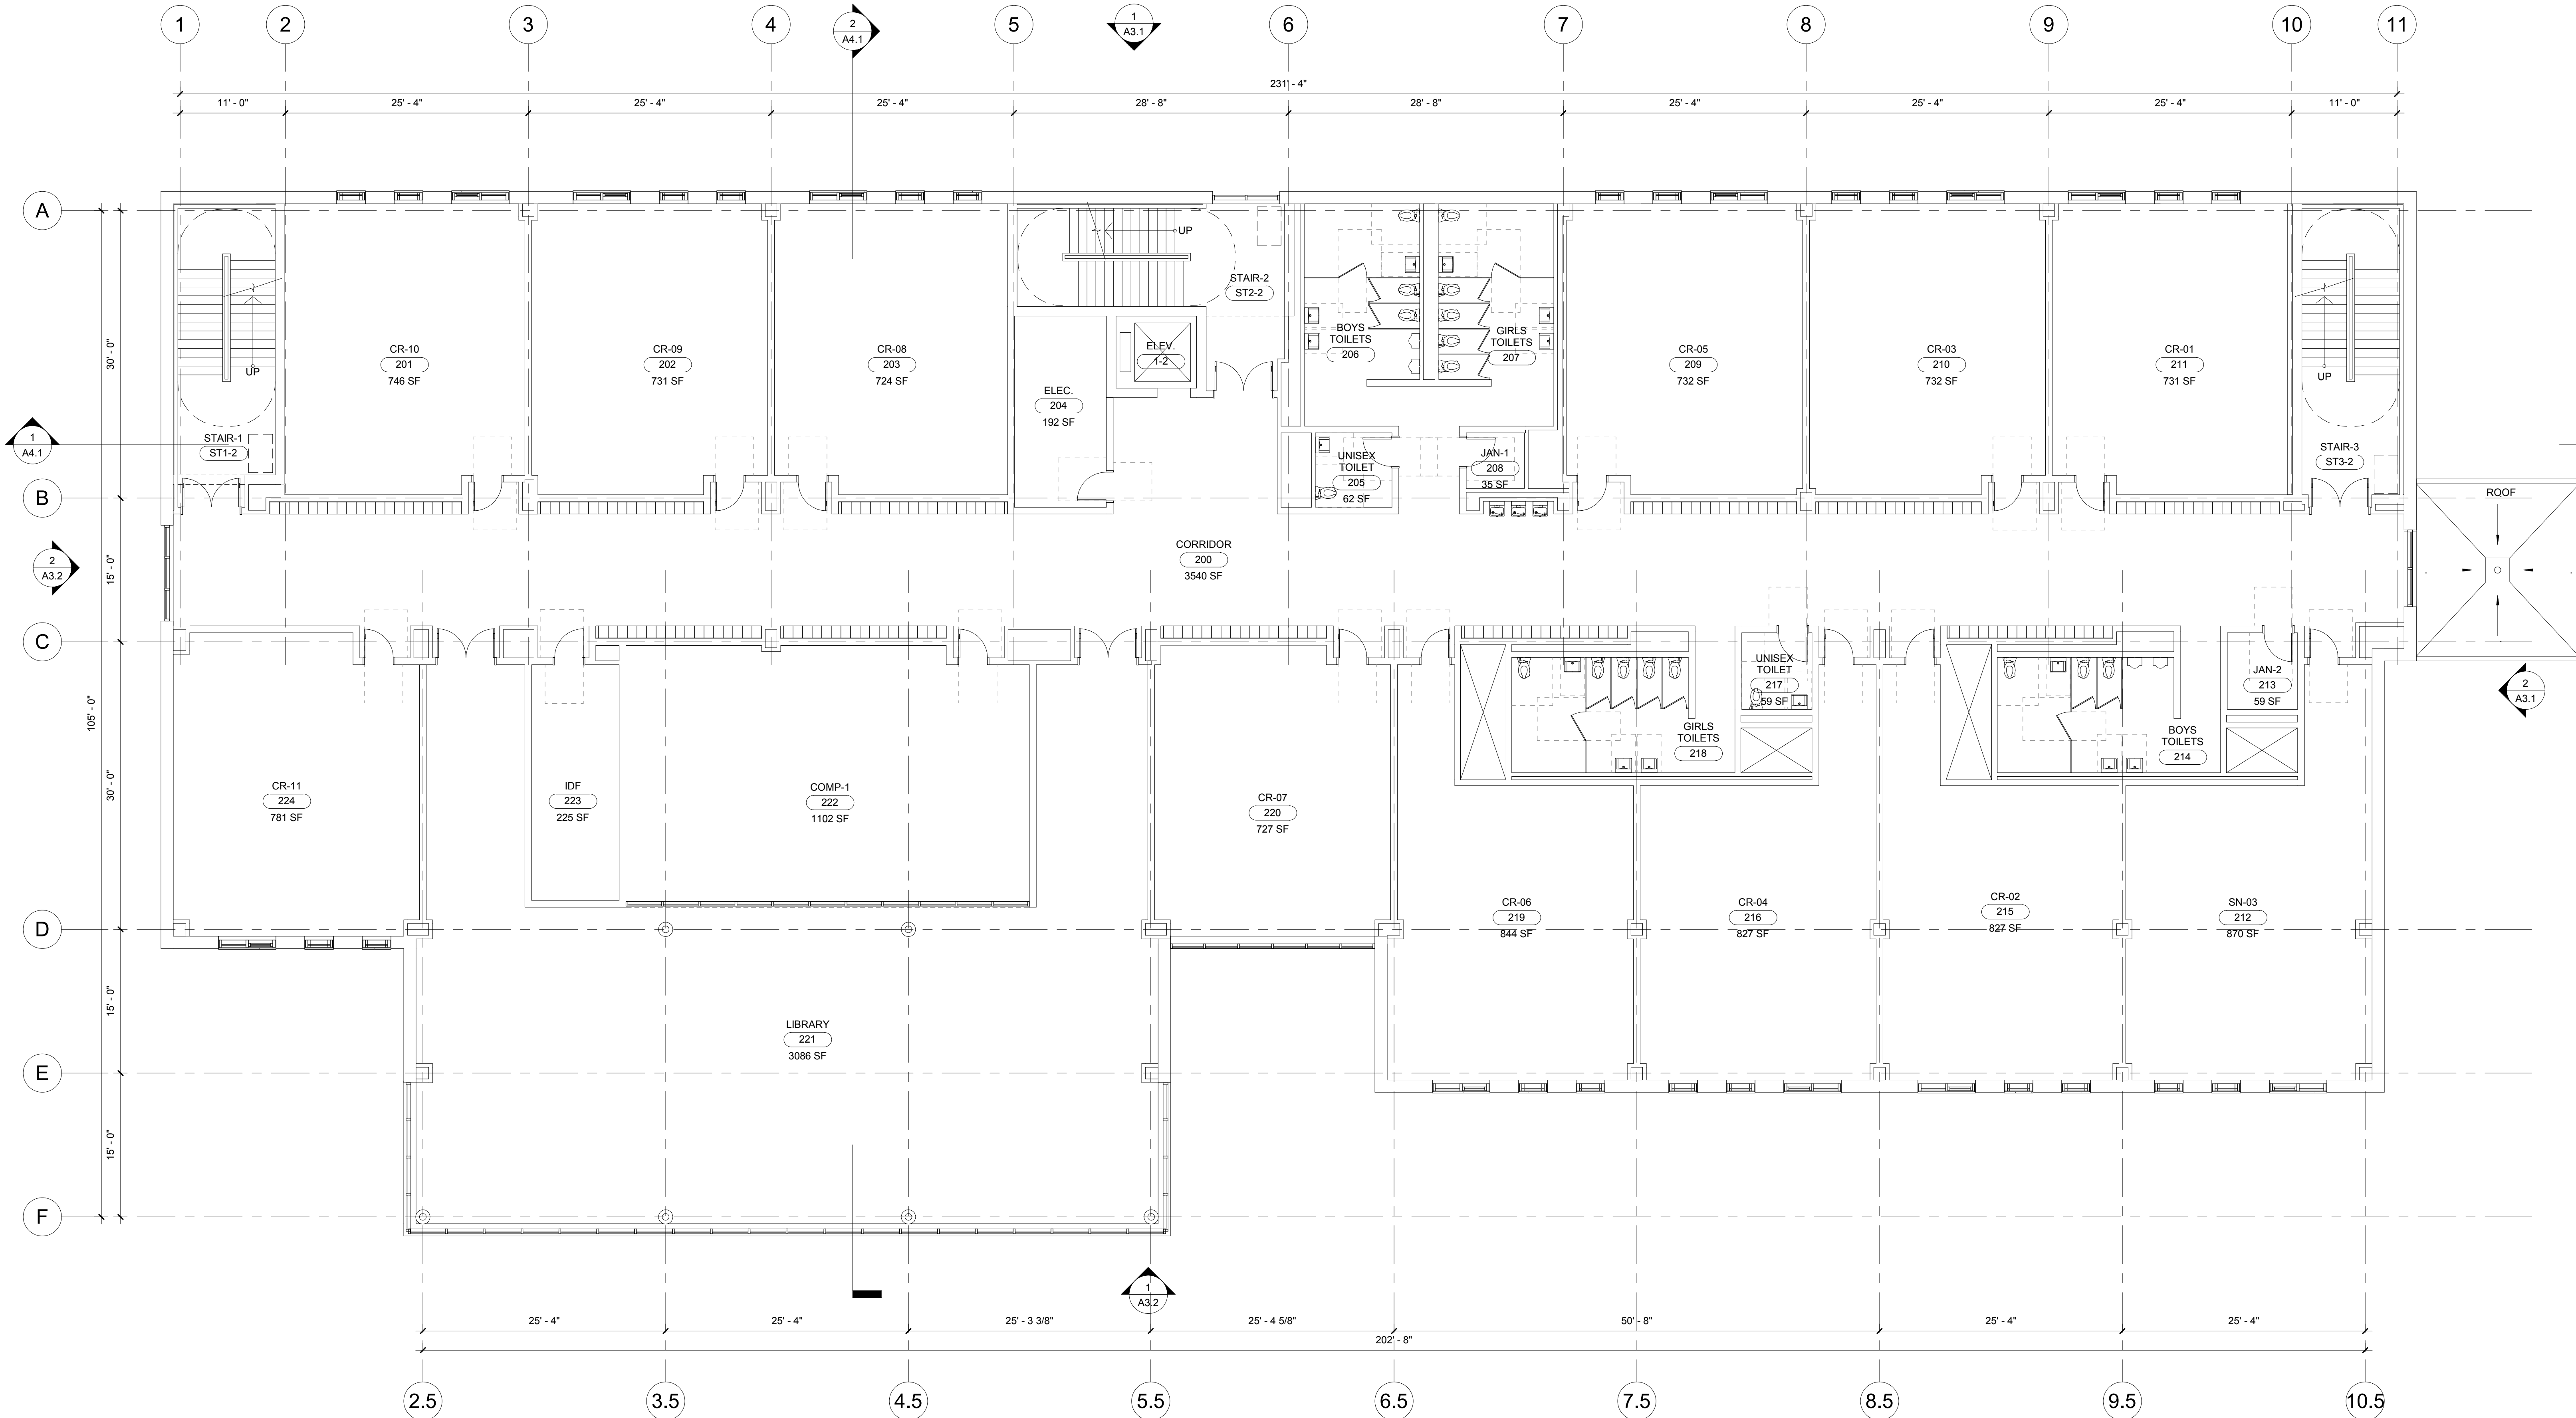 1
2
3
4
5
6
7
8
9
10
11
2
A4.1
1
A3.1
231' - 4"
11' - 0"
25' - 4"
25' - 4"
25' - 4"
28' - 8"
28' - 8"
25' - 4"
25' - 4"
25' - 4"
11' - 0"
A
B
C
D
E
F
30' - 0"
15' - 0"
105' - 0"
30' - 0"
15' - 0"
15' - 0"
1
A4.1
2
A3.2
UP
STAIR-1
ST1-2
CR-10
201
746 SF
CR-09
202
731 SF
CR-08
203
724 SF
UP
STAIR-2
ST2-2
ELEV.
1-2
ELEC.
204
192 SF
BOYS
TOILETS
206
GIRLS
TOILETS
207
UNISEX
TOILET
205
62 SF
JAN-1
208
35 SF
CR-05
209
732 SF
CR-03
210
732 SF
CR-01
211
731 SF
UP
STAIR-3
ST3-2
ROOF
CORRIDOR
200
3540 SF
CR-11
224
781 SF
IDF
223
225 SF
COMP-1
222
1102 SF
CR-07
220
727 SF
GIRLS
TOILETS
218
UNISEX
TOILET
217
59 SF
BOYS
TOILETS
214
JAN-2
213
59 SF
2
A3.1
CR-06
219
844 SF
CR-04
216
827 SF
CR-02
215
827 SF
SN-03
212
870 SF
LIBRARY
221
3086 SF
1
A3.2
25' - 4"
25' - 4"
25' - 3 3/8"
25' - 4 5/8"
50' - 8"
25' - 4"
25' - 4"
202' - 8"
2.5
3.5
4.5
5.5
6.5
7.5
8.5
9.5
10.5